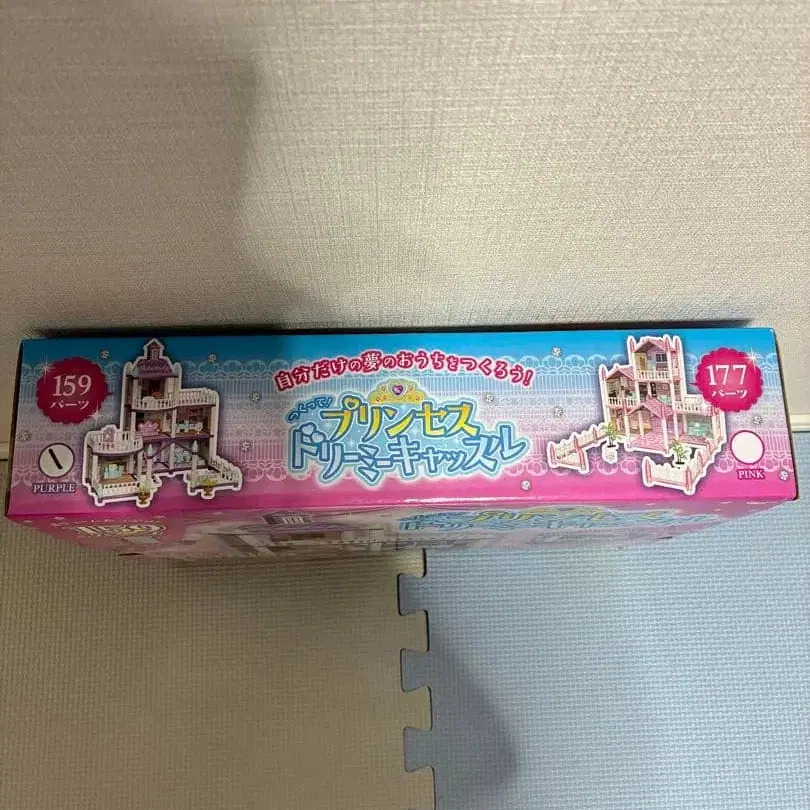 159
パーツ
PURPLE
自分だけの夢のおうちをつくろう!
つくって!
プリンセス
ドリーミーキャッスル
177
パーツ
PINK